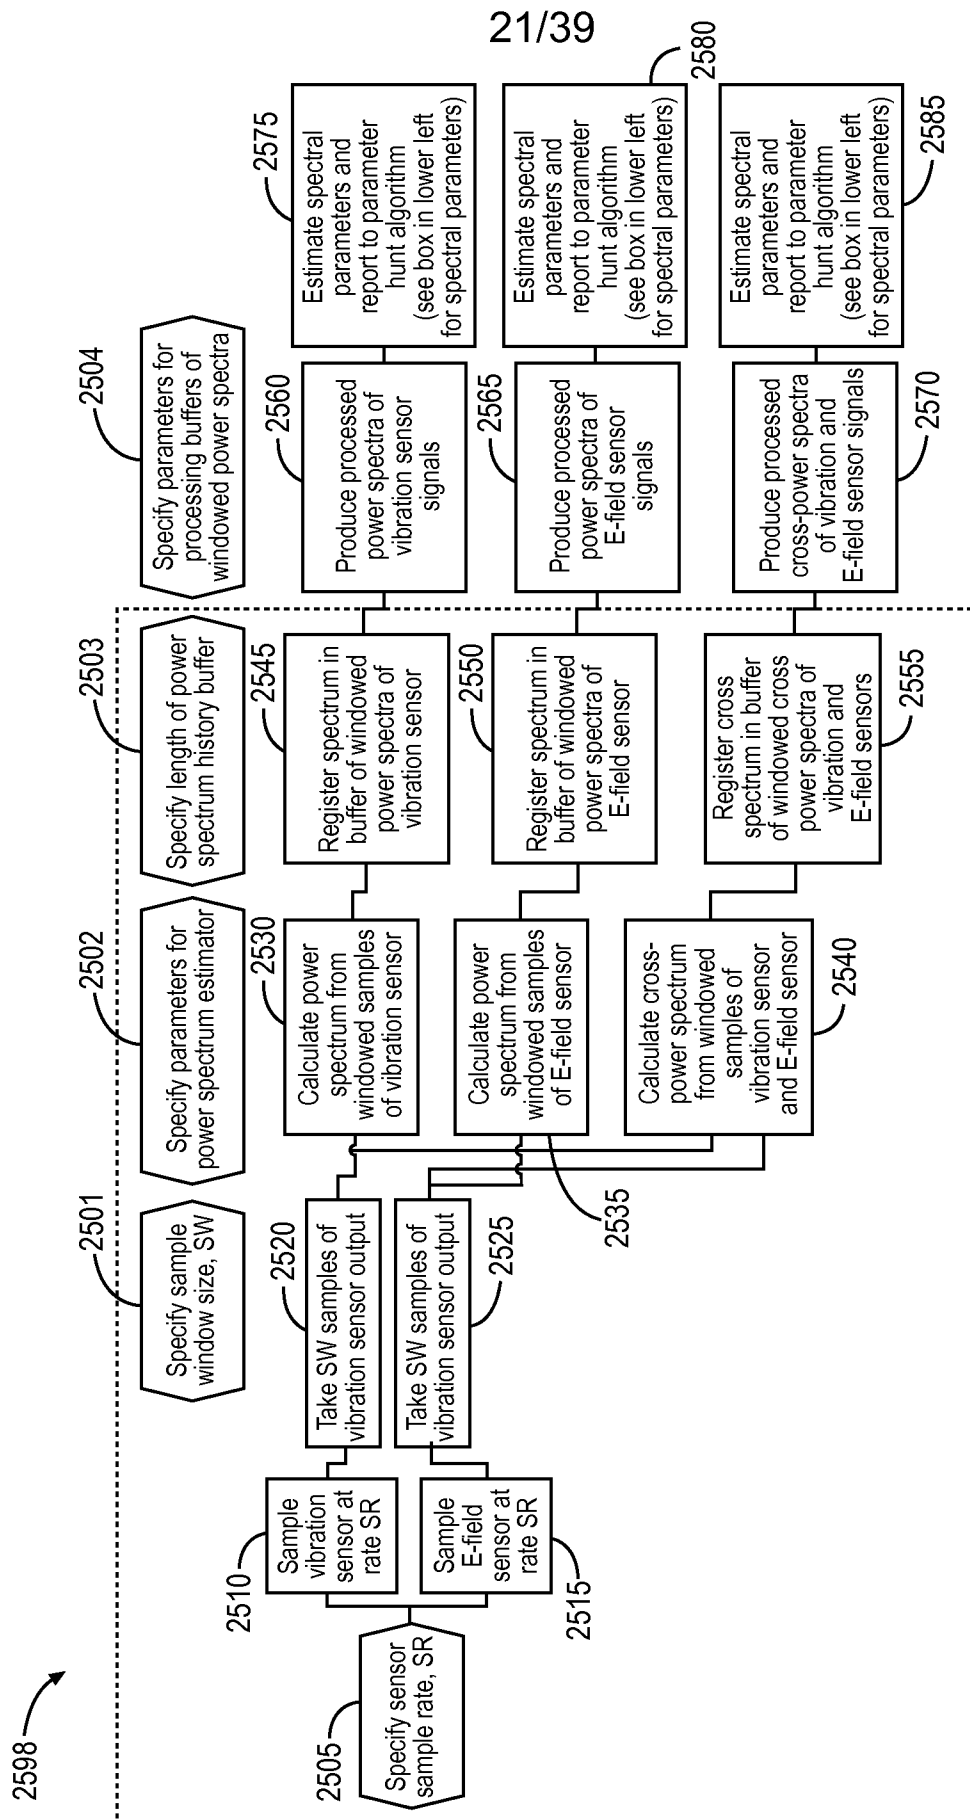 21/39
2598
2501
Specify sample
window size, SW
2502
Specify parameters for
power spectrum estimator
2503
Specify length of power
spectrum history buffer
2504
Specify parameters for
processing buffers of
windowed power spectra
2505
Specify sensor
sample rate, SR
2510
Sample
vibration
sensor at
rate SR
2515
Sample
E-field
sensor at
rate SR
2520
Take SW samples of
vibration sensor output
2525
Take SW samples of
vibration sensor output
2530
Calculate power
spectrum from
windowed samples
of vibration sensor
2535
Calculate power
spectrum from
windowed samples
of E-field sensor
2540
Calculate cross-
power spectrum
from windowed
samples of
vibration sensor
and E-field sensor
2545
Register spectrum in
buffer of windowed
power spectra of
vibration sensor
2550
Register spectrum in
buffer of windowed
power spectra of
E-field sensor
2555
Register cross
spectrum in buffer
of windowed cross
power spectra of
vibration and
E-field sensors
2560
Produce processed
power spectra of
vibration sensor
signals
2565
Produce processed
power spectra of
E-field sensor
signals
2570
Produce processed
cross-power spectra
of vibration and
E-field sensor signals
2575
Estimate spectral
parameters and
report to parameter
hunt algorithm
(see box in lower left
for spectral parameters)
2580
Estimate spectral
parameters and
report to parameter
hunt algorithm
(see box in lower left
for spectral parameters)
2585
Estimate spectral
parameters and
report to parameter
hunt algorithm
(see box in lower left
for spectral parameters)